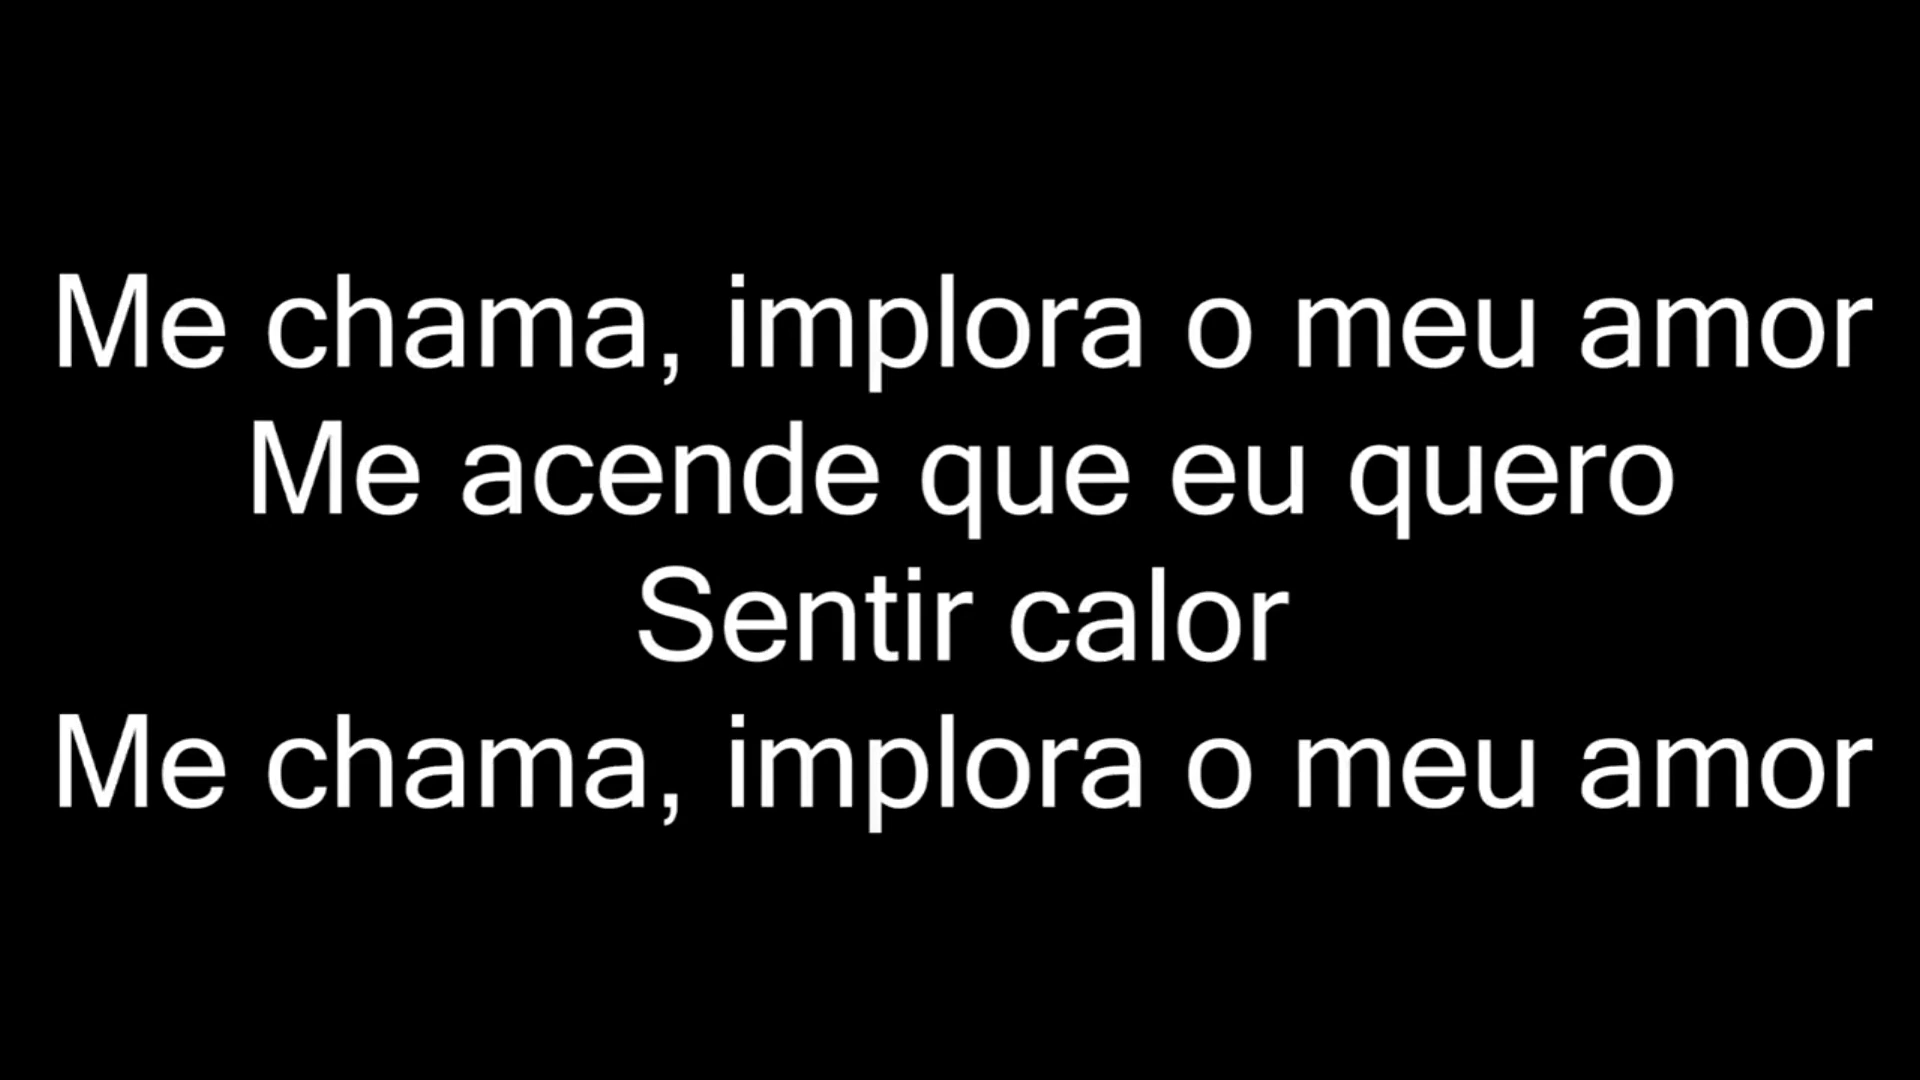 Me chama, implora o meu amor
Me acende que eu quero
Sentir calor
Me chama, implora o meu amor